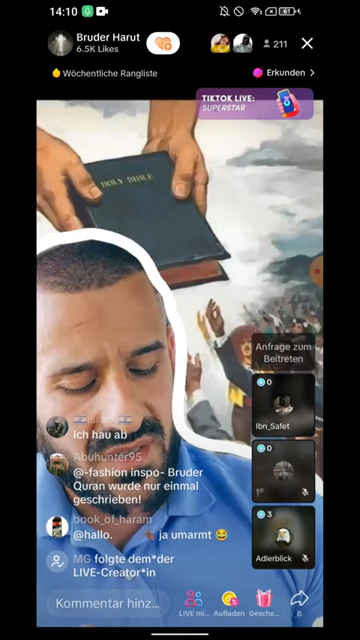 14:10
61
Bruder Harut
6.5K Likes
211
Wöchentliche Rangliste
Erkunden
TIKTOK LIVE:
SUPERSTAR
HOLY BIBLE
Anfrage zum
Beitreten
0
Ibn_Safet
0
3
Adlerblick
Israel
Ich hau ab
Abuhunter95
@-fashion inspo- Bruder
Quran wurde nur einmal
geschrieben!
book_of_haram
@hallo. ja umarmt 😂
MG folgte dem*der
LIVE-Creator*in
Kommentar hinz...
LIVE mi...
Aufladen
Gesche...
8